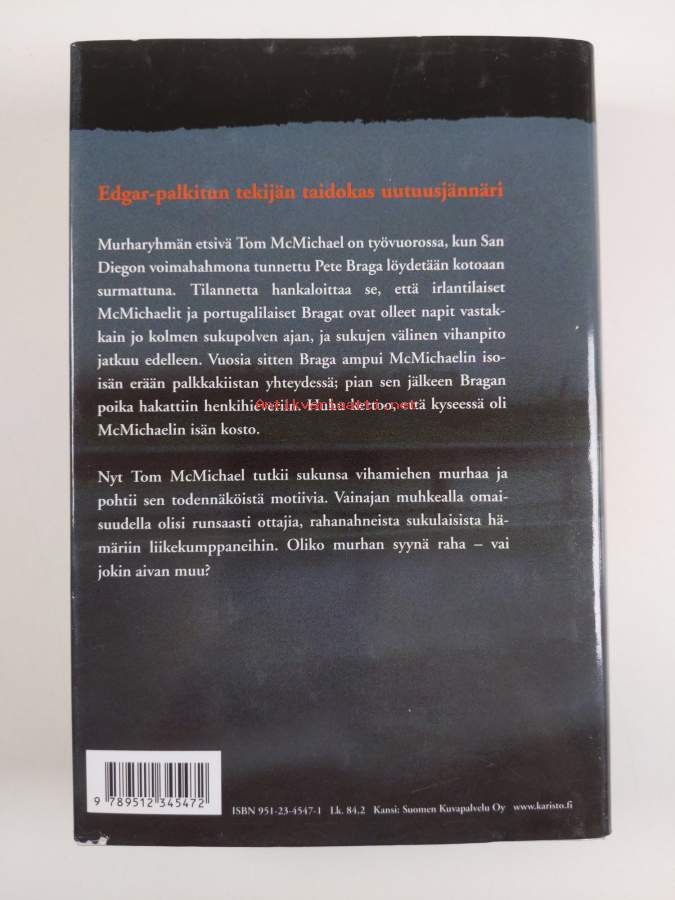 Edgar-palkitun tekijän taidokas uutuusjännäri
Murharyhmän etsivä Tom McMichael on työvuorossa, kun San
Diegon voimahahmona tunnettu Pete Braga löydetään kotoaan
surmattuna. Tilannetta hankaloittaa se, että irlantilaiset
McMichaelit ja portugalilaiset Bragat ovat olleet napit vastak-
kain jo kolmen sukupolven ajan, ja sukujen välinen vihanpito
jatkuu edelleen. Vuosia sitten Braga ampui McMichaelin iso-
isän erään palkkakiistan yhteydessä; pian sen jälkeen Bragan
poika hakattiin henkihieveriin. Huhu kertoo, että kyseessä oli
Antikvariaatti.net
McMichaelin isän kosto.
Nyt Tom McMichael tutkii sukunsa vihamiehen murhaa ja
pohtii sen todennäköistä motiivia. Vainajan muhkealla omai-
suudella olisi runsaasti ottajia, rahanahneista sukulaisista hä-
märiin liikekumppaneihin. Oliko murhan syynä raha – vai
jokin aivan muu?
9 789512 345472
ISBN 951-23-4547-1 Lk. 84.2 Kansi: Suomen Kuvapalvelu Oy www.karisto.fi